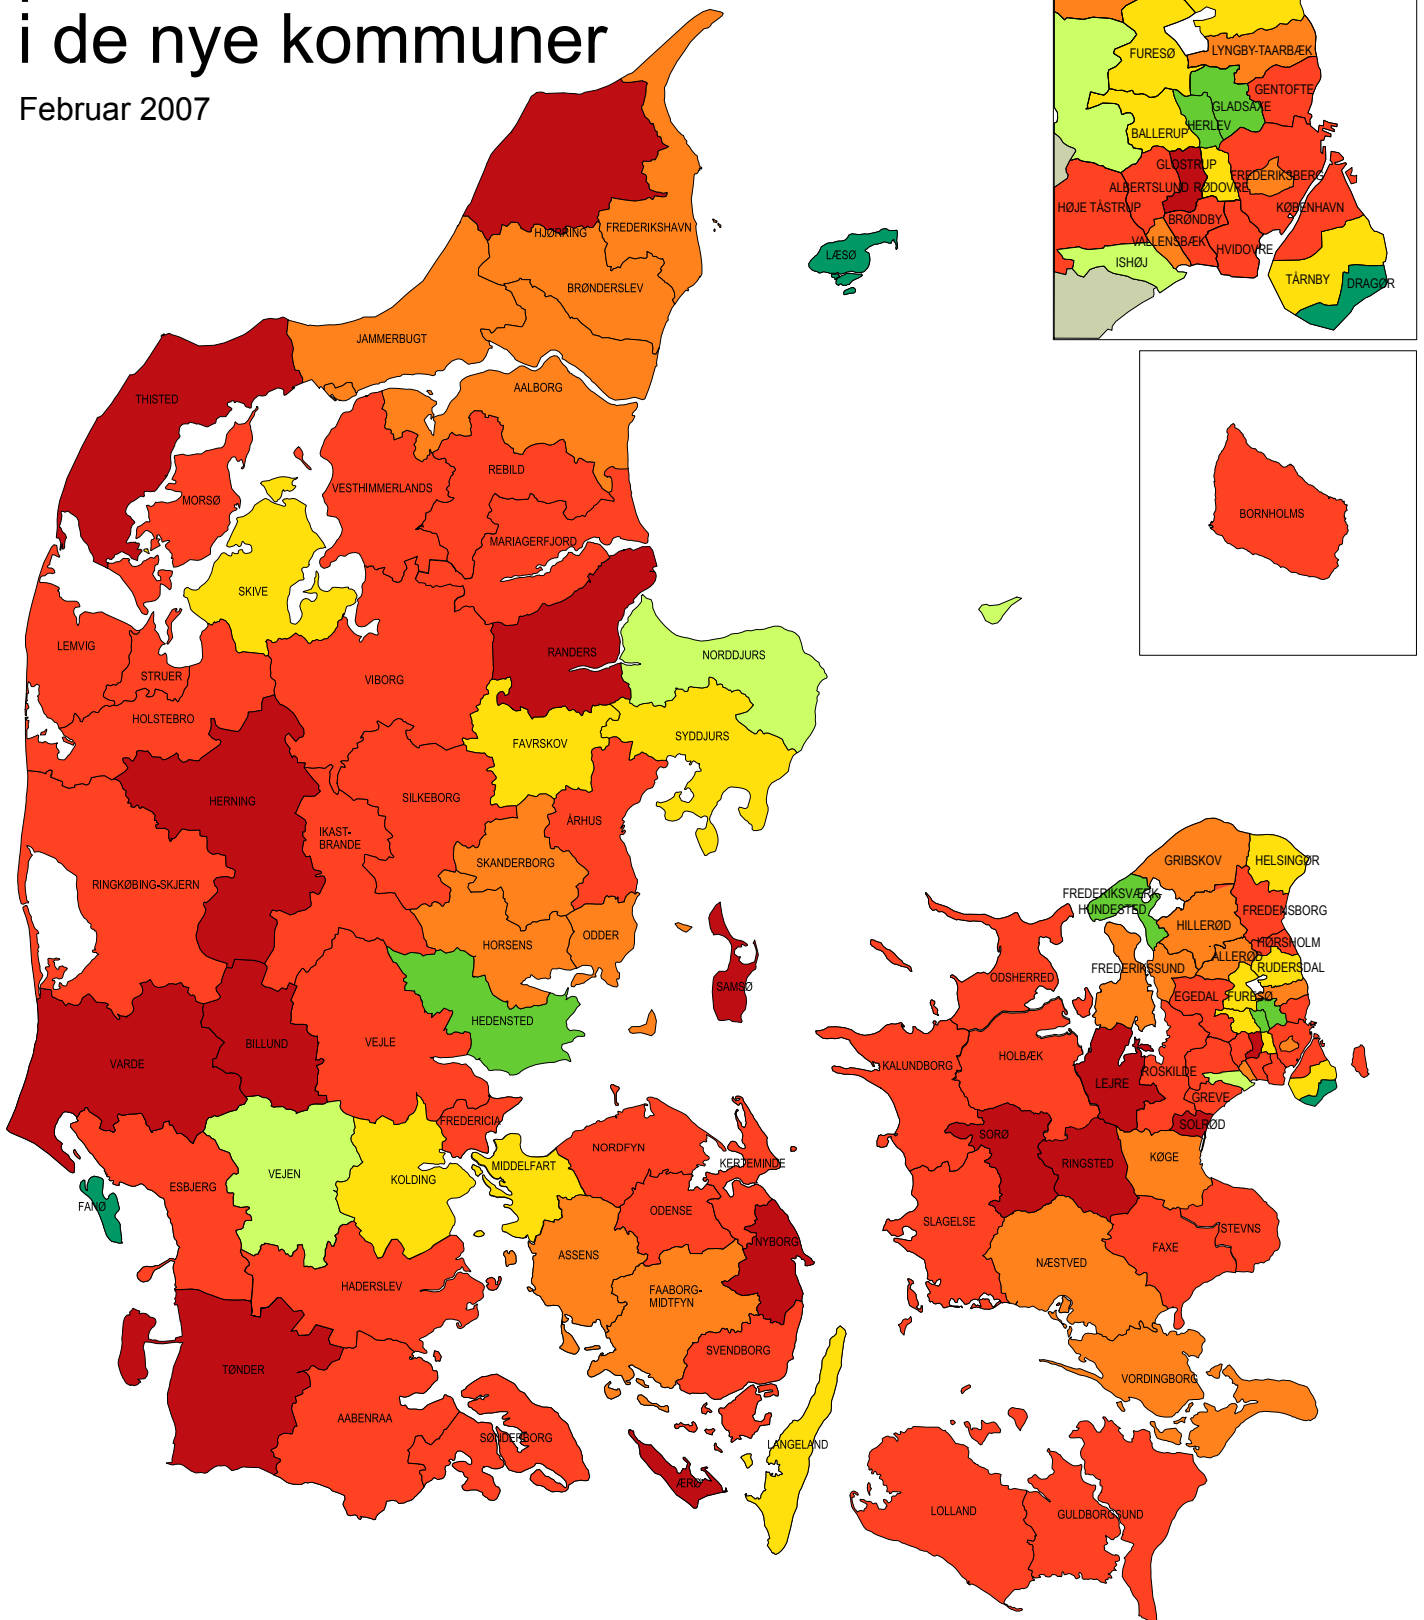 i de nye kommuner
Februar 2007
FURESØ
LYNGBY-TAARBÆK
GENTOFTE
GLADSAXE
HERLEV
BALLERUP
GLOSTRUP
FREDERIKSBERG
ALBERTSLUND
RØDOVRE
HØJE TÅSTRUP
KØBENHAVN
BRØNDBY
VALLENSBÆK
HVIDOVRE
ISHØJ
TÅRNBY
DRAGØR
HJØRRING
FREDERIKSHAVN
LÆSØ
BRØNDERSLEV
JAMMERBUGT
AALBORG
THISTED
REBILD
VESTHIMMERLANDS
MORSØ
BORNHOLMS
MARIAGERFJORD
SKIVE
LEMVIG
RANDERS
NORDDJURS
STRUER
VIBORG
HOLSTEBRO
SYDDJURS
FAVRSKOV
HERNING
SILKEBORG
ÅRHUS
IKAST-
BRANDE
SKANDERBORG
GRIBSKOV
HELSINGØR
RINGKØBING-SKJERN
FREDERIKSVÆRK
HUNDESTED
FREDENSBORG
HILLERØD
HORSENS
ODDER
HØRSHOLM
ALLERØD
FREDERIKSSUND
RUDERSDAL
ODSHERRED
SAMSØ
EGEDAL
FURESØ
HEDENSTED
BILLUND
VEJLE
HOLBÆK
VARDE
KALUNDBORG
LEJRE
ROSKILDE
GREVE
FREDERICIA
SOLRØD
SORØ
NORDFYN
KERTEMINDE
RINGSTED
KØGE
MIDDELFART
VEJEN
KOLDING
ESBJERG
FANØ
ODENSE
SLAGELSE
STEVNS
NYBORG
FAXE
ASSENS
NÆSTVED
HADERSLEV
FAABORG-
MIDTFYN
SVENDBORG
TØNDER
VORDINGBORG
AABENRAA
SØNDERBORG
LANGELAND
ÆRØ
LOLLAND
GULDBORGSUND